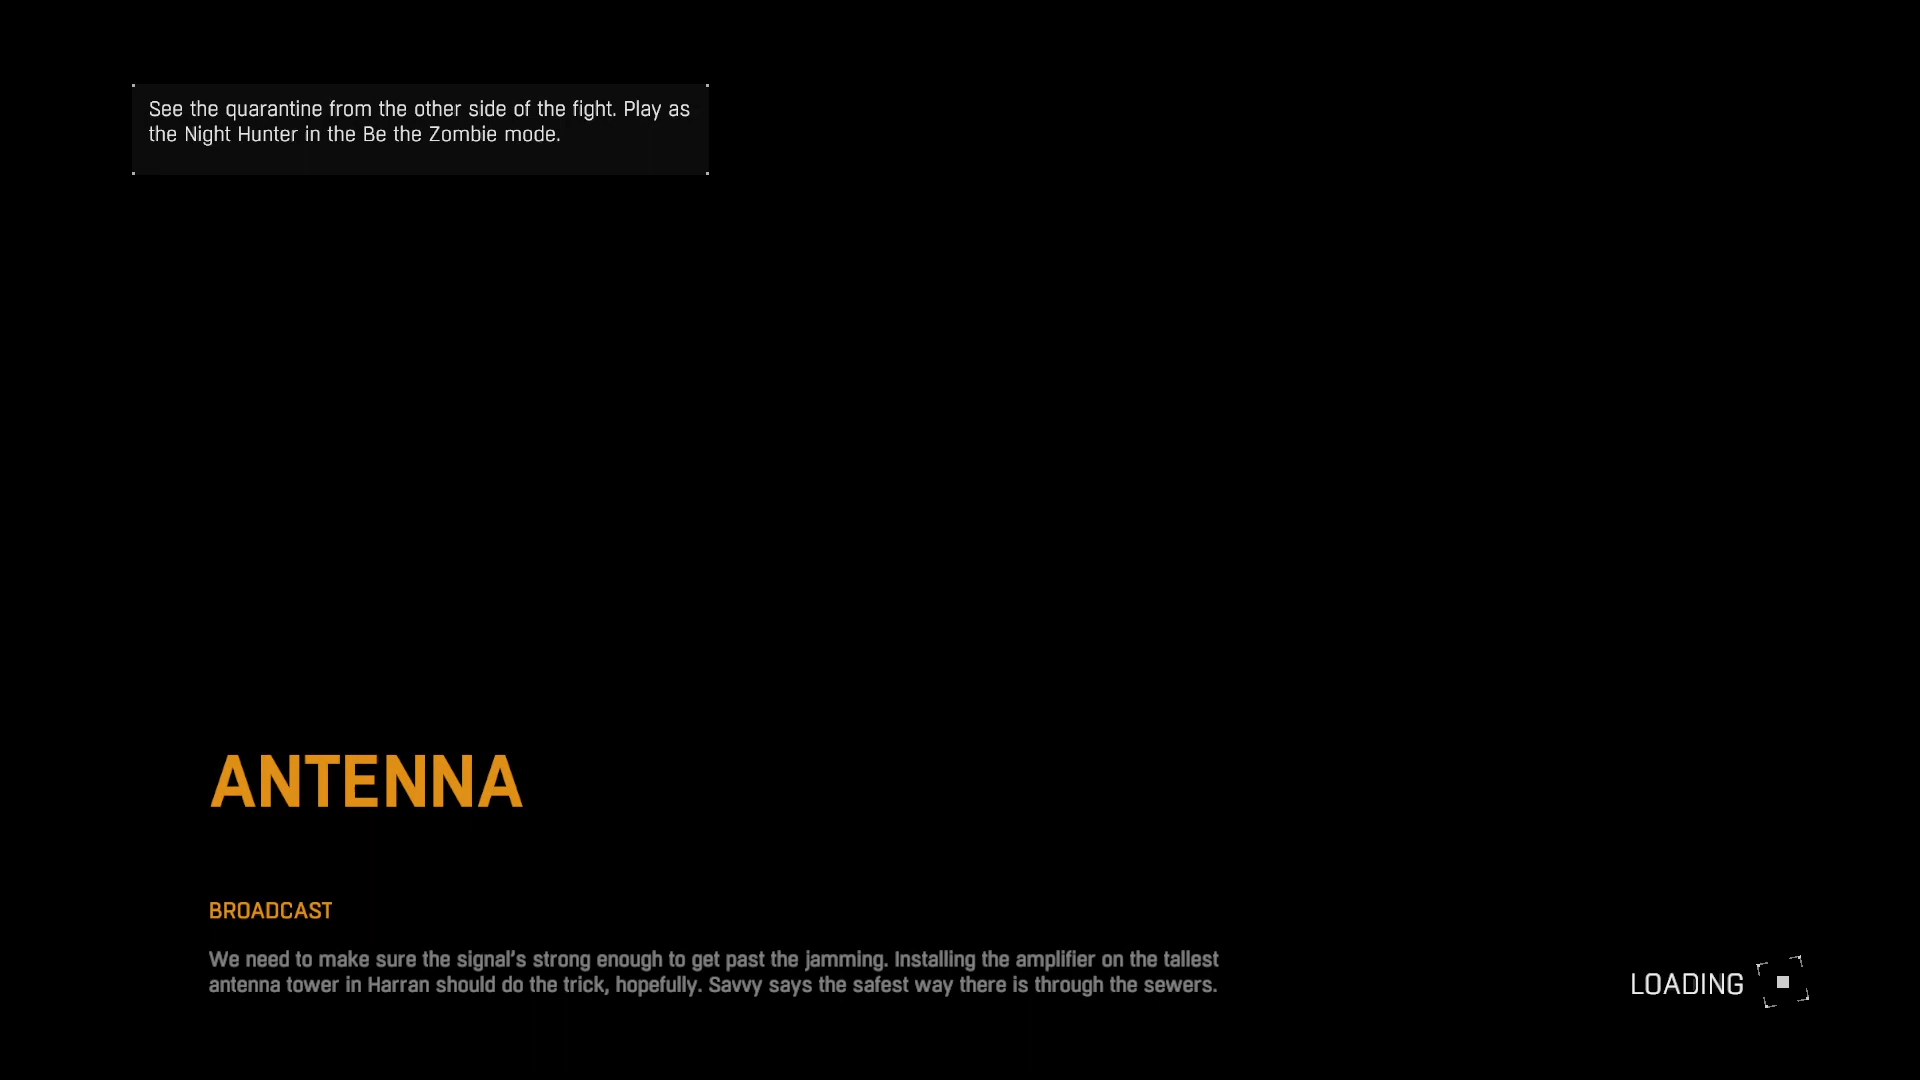 See the quarantine from the other side of the fight. Play as
the Night Hunter in the Be the Zombie mode.
ANTENNA
BROADCAST
We need to make sure the signal's strong enough to get past the jamming. Installing the amplifier on the tallest
antenna tower in Harran should do the trick, hopefully. Savvy says the safest way there is through the sewers.
LOADING